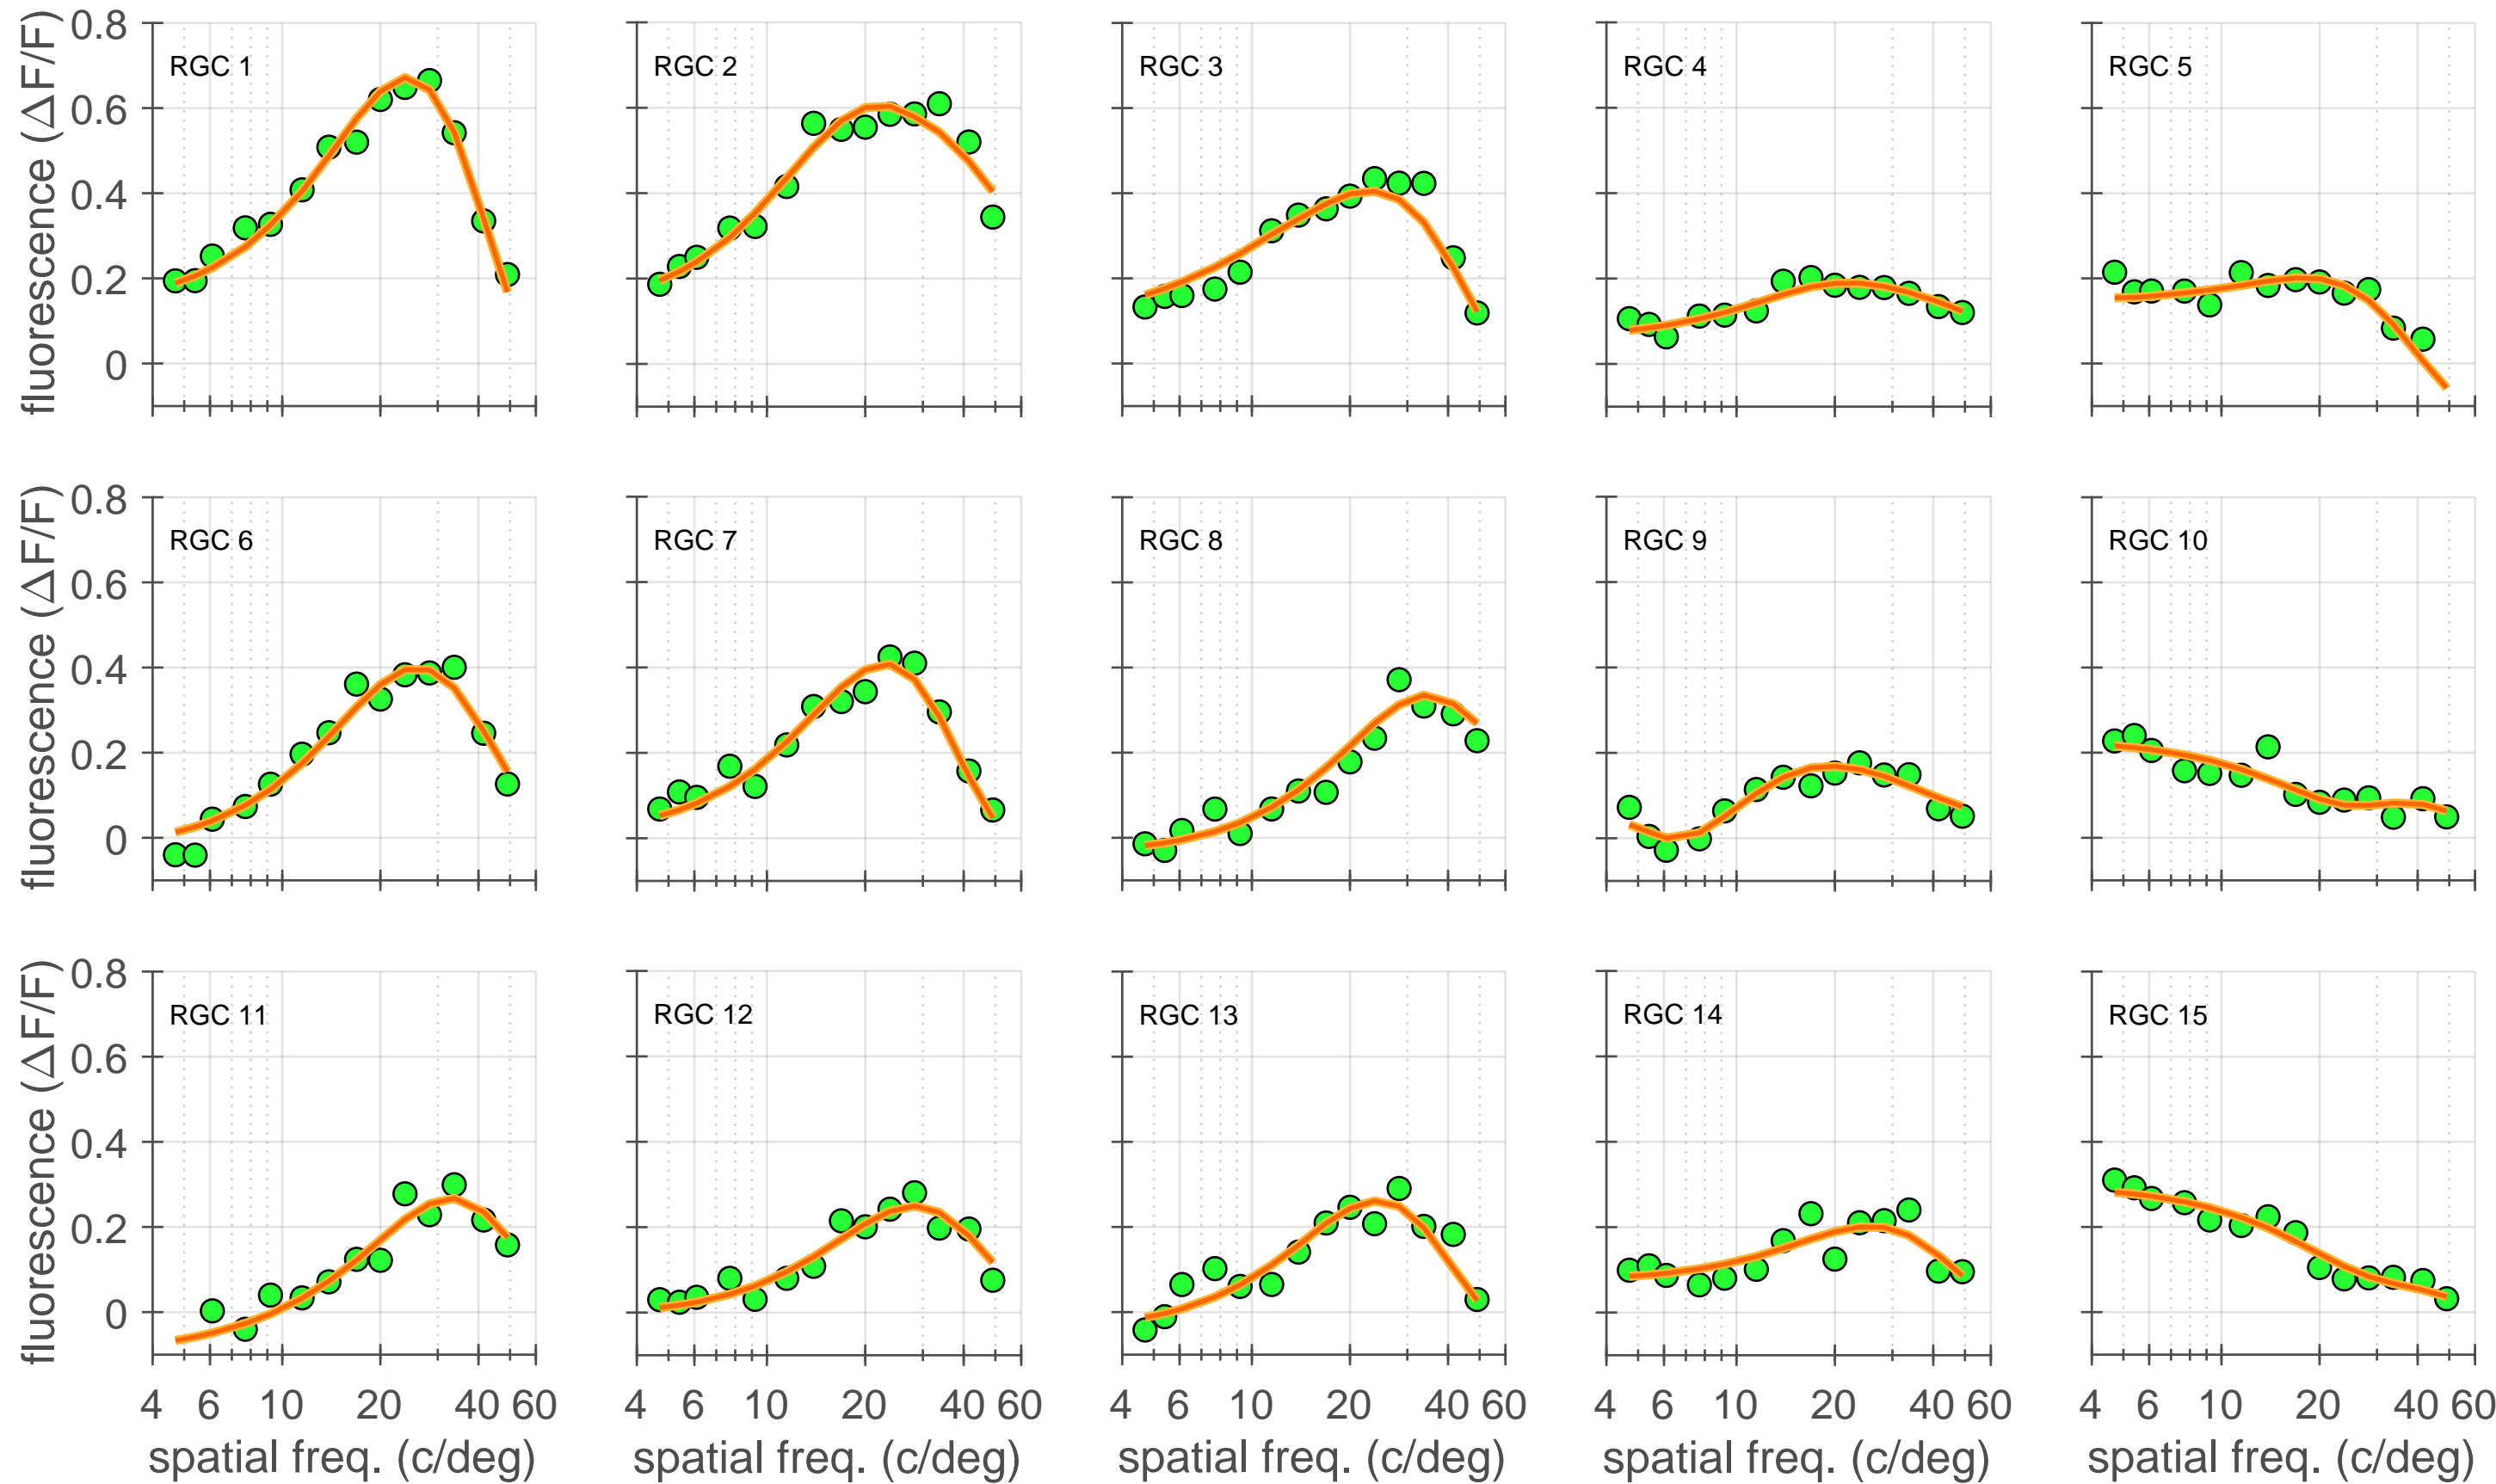 RGC 1
RGC 2
RGC 3
RGC 4
RGC 5
fluorescence (ΔF/F)
0.8
0.6
0.4
0.2
0
RGC 6
RGC 7
RGC 8
RGC 9
RGC 10
fluorescence (ΔF/F)
0.8
0.6
0.4
0.2
0
RGC 11
RGC 12
RGC 13
RGC 14
RGC 15
fluorescence (ΔF/F)
0.8
0.6
0.4
0.2
0
4 6 10 20 40 60
4 6 10 20 40 60
4 6 10 20 40 60
4 6 10 20 40 60
4 6 10 20 40 60
spatial freq. (c/deg)
spatial freq. (c/deg)
spatial freq. (c/deg)
spatial freq. (c/deg)
spatial freq. (c/deg)